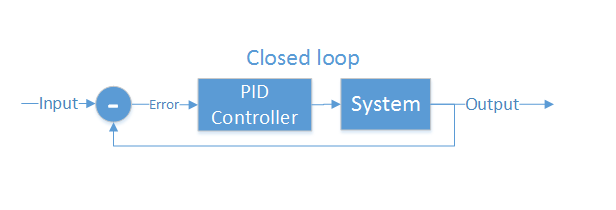 Closed loop
Input
-
Error
PID
Controller
System
Output